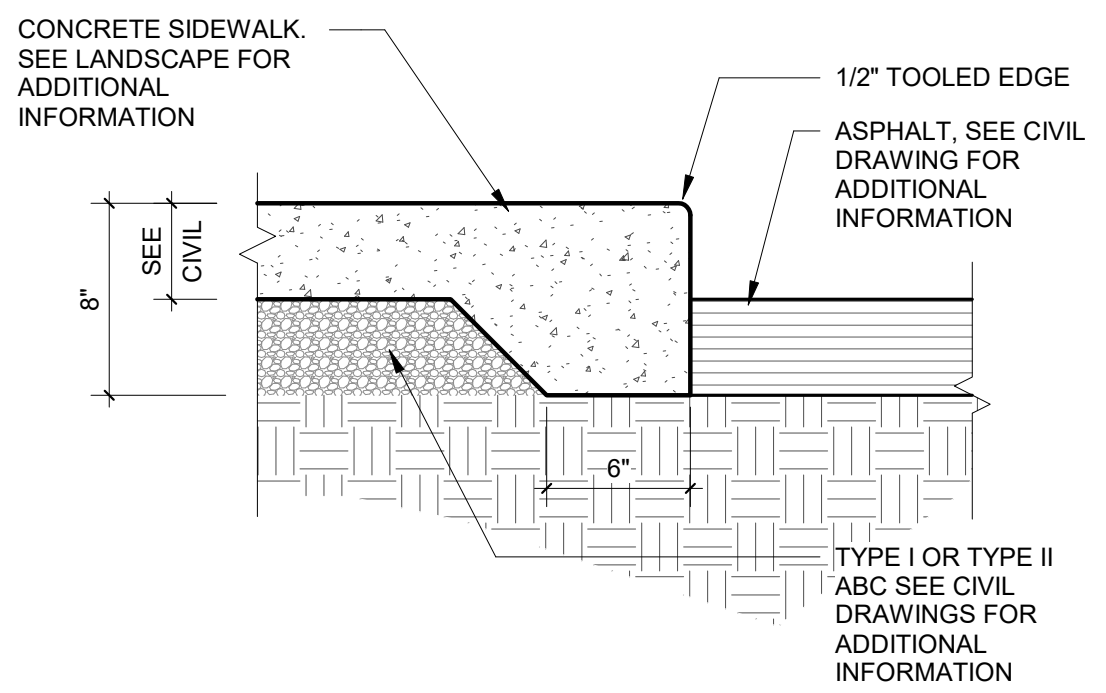 CONCRETE SIDEWALK.
SEE LANDSCAPE FOR
ADDITIONAL
INFORMATION
1/2" TOOLED EDGE
ASPHALT, SEE CIVIL
DRAWING FOR
ADDITIONAL
INFORMATION
8"
SEE
CIVIL
6"
TYPE I OR TYPE II
ABC SEE CIVIL
DRAWINGS FOR
ADDITIONAL
INFORMATION